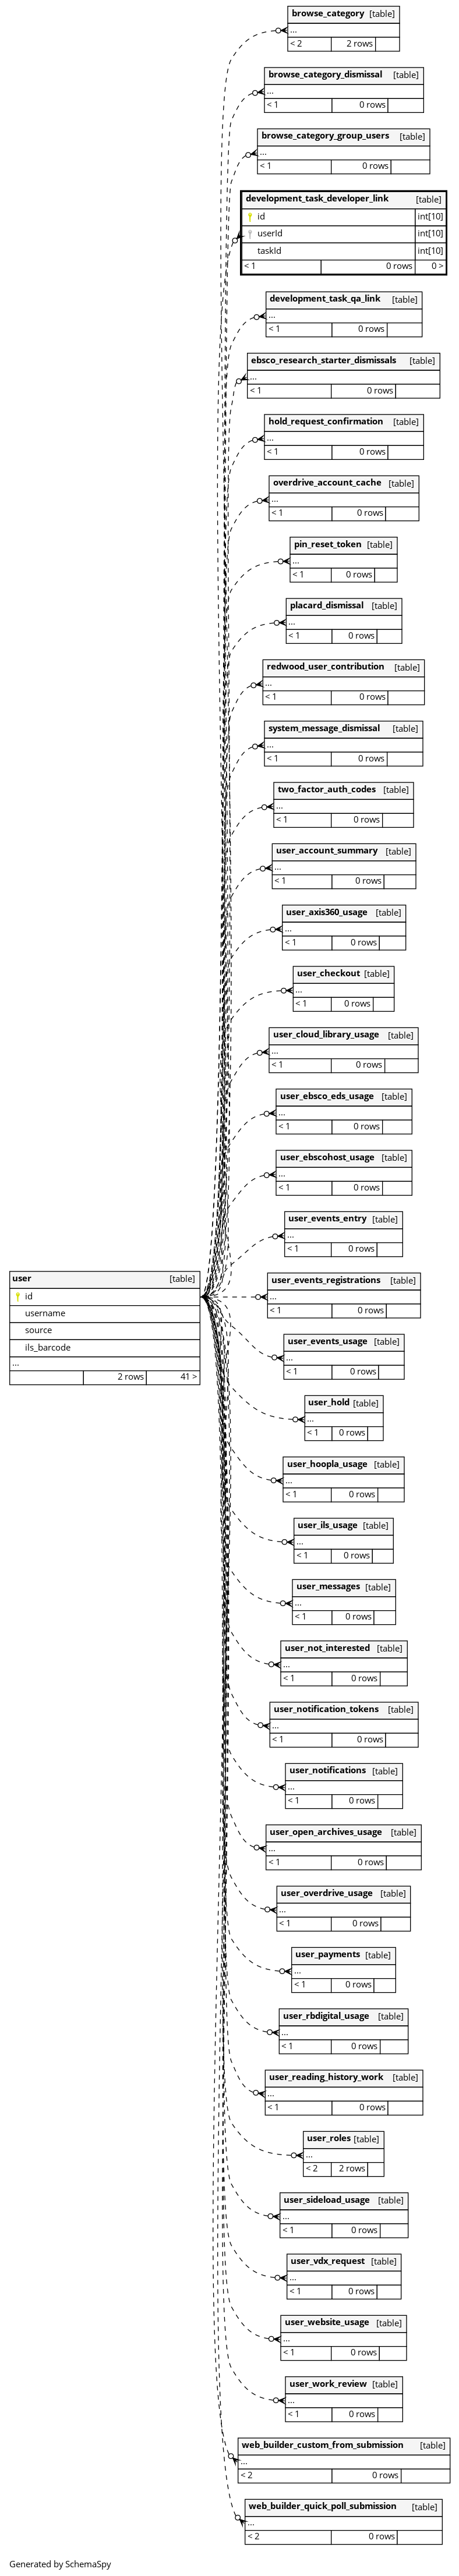 browse_category [table]
...
< 2 2 rows
browse_category_dismissal [table]
...
< 1 0 rows
browse_category_group_users [table]
...
< 1 0 rows
development_task_developer_link [table]
id int[10]
userId int[10]
taskId int[10]
< 1 0 rows 0 >
development_task_qa_link [table]
...
< 1 0 rows
ebsco_research_starter_dismissals [table]
...
< 1 0 rows
hold_request_confirmation [table]
...
< 1 0 rows
overdrive_account_cache [table]
...
< 1 0 rows
pin_reset_token [table]
...
< 1 0 rows
placard_dismissal [table]
...
< 1 0 rows
redwood_user_contribution [table]
...
< 1 0 rows
system_message_dismissal [table]
...
< 1 0 rows
two_factor_auth_codes [table]
...
< 1 0 rows
user_account_summary [table]
...
< 1 0 rows
user_axis360_usage [table]
...
< 1 0 rows
user_checkout [table]
...
< 1 0 rows
user_cloud_library_usage [table]
...
< 1 0 rows
user_ebsco_eds_usage [table]
...
< 1 0 rows
user_ebscohost_usage [table]
...
< 1 0 rows
user_events_entry [table]
...
< 1 0 rows
user [table]
id
username
source
ils_barcode
...
2 rows 41 >
user_events_registrations [table]
...
< 1 0 rows
user_events_usage [table]
...
< 1 0 rows
user_hold [table]
...
< 1 0 rows
user_hoopla_usage [table]
...
< 1 0 rows
user_ils_usage [table]
...
< 1 0 rows
user_messages [table]
...
< 1 0 rows
user_not_interested [table]
...
< 1 0 rows
user_notification_tokens [table]
...
< 1 0 rows
user_notifications [table]
...
< 1 0 rows
user_open_archives_usage [table]
...
< 1 0 rows
user_overdrive_usage [table]
...
< 1 0 rows
user_payments [table]
...
< 1 0 rows
user_rbdigital_usage [table]
...
< 1 0 rows
user_reading_history_work [table]
...
< 1 0 rows
user_roles [table]
...
< 2 2 rows
user_sideload_usage [table]
...
< 1 0 rows
user_vdx_request [table]
...
< 1 0 rows
user_website_usage [table]
...
< 1 0 rows
user_work_review [table]
...
< 1 0 rows
web_builder_custom_from_submission [table]
...
< 2 0 rows
web_builder_quick_poll_submission [table]
...
< 2 0 rows
Generated by SchemaSpy